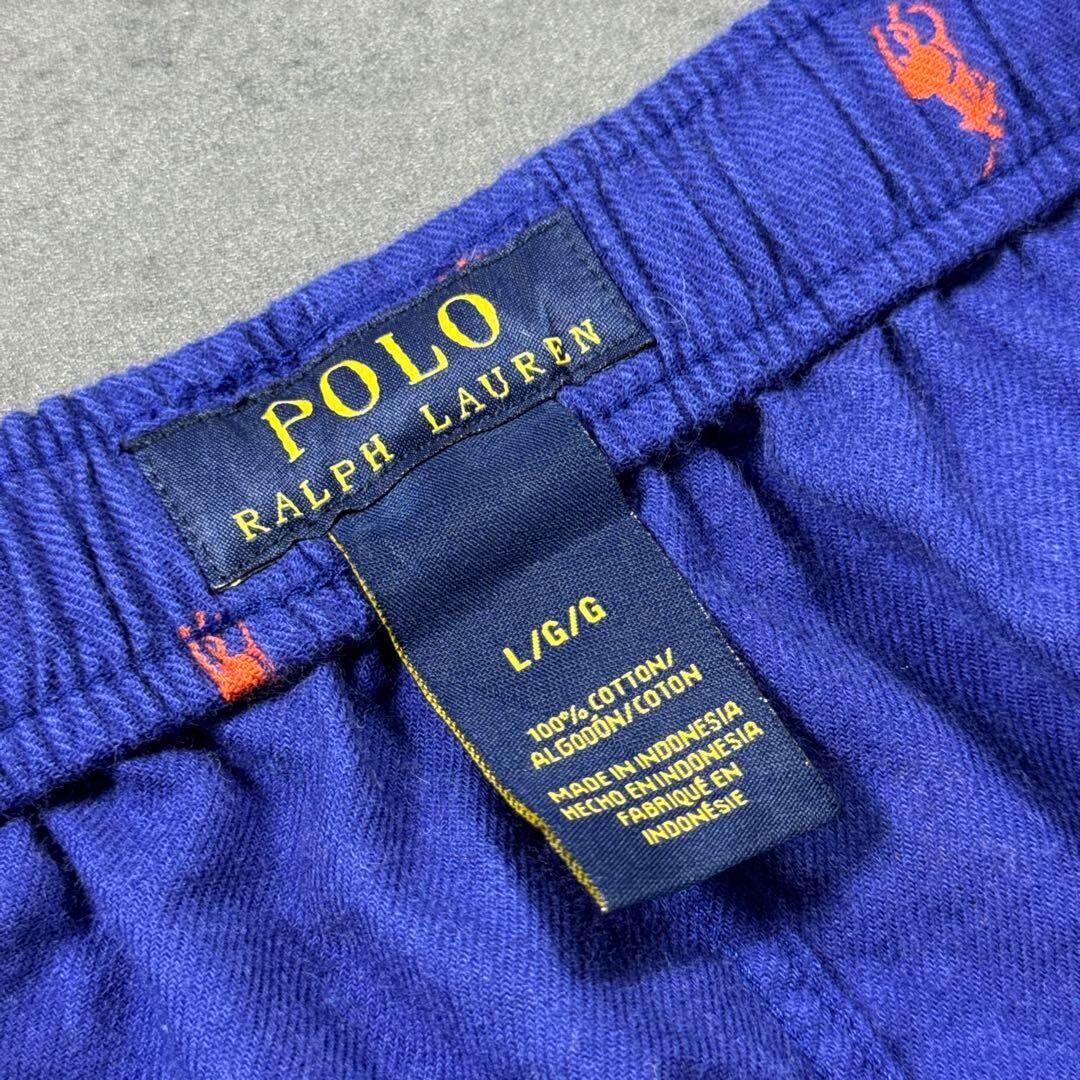 POLO
RALPH LAUREN
L/G/G
100% COTTON/
ALGODÓN/COTON
MADE IN INDONESIA
HECHO EN INDONESIA
FABRIQUÉ EN
INDONÉSIE